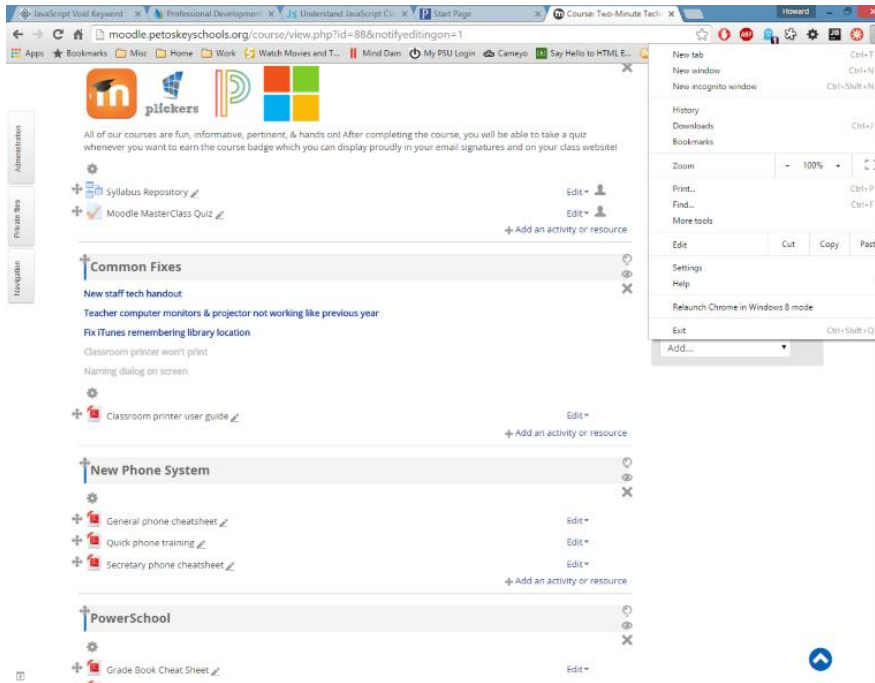 JavaScript Void Keyword
Professional Development
Understand JavaScript Clo
Start Page
Course: Two-Minute Tech
Howard
moodle.petoskeyschools.org/course/view.php?id=88&notifyeditingon=1
Apps
Bookmarks
Misc
Home
Work
Watch Movies and T...
Mind Dam
My PSU Login
Cameyo
Say Hello to HTML E...
New tab Ctrl+T
New window Ctrl+N
New incognito window Ctrl+Shift+N
History
Downloads Ctrl+J
Bookmarks
Zoom - 100% +
Print... Ctrl+P
Find... Ctrl+F
More tools
Edit Cut Copy Past
Settings
Help
Relaunch Chrome in Windows 8 mode
Exit Ctrl+Shift+Q
Add...
Administration
Private files
Navigation
plickers
All of our courses are fun, informative, pertinent, & hands on! After completing the course, you will be able to take a quiz
whenever you want to earn the course badge which you can display proudly in your email signatures and on your class website!
Syllabus Repository Edit
Moodle MasterClass Quiz Edit
Add an activity or resource
Common Fixes
New staff tech handout
Teacher computer monitors & projector not working like previous year
Fix iTunes remembering library location
Classroom printer won't print
Naming dialog on screen
Classroom printer user guide Edit
Add an activity or resource
New Phone System
General phone cheatsheet Edit
Quick phone training Edit
Secretary phone cheatsheet Edit
Add an activity or resource
PowerSchool
Grade Book Cheat Sheet Edit